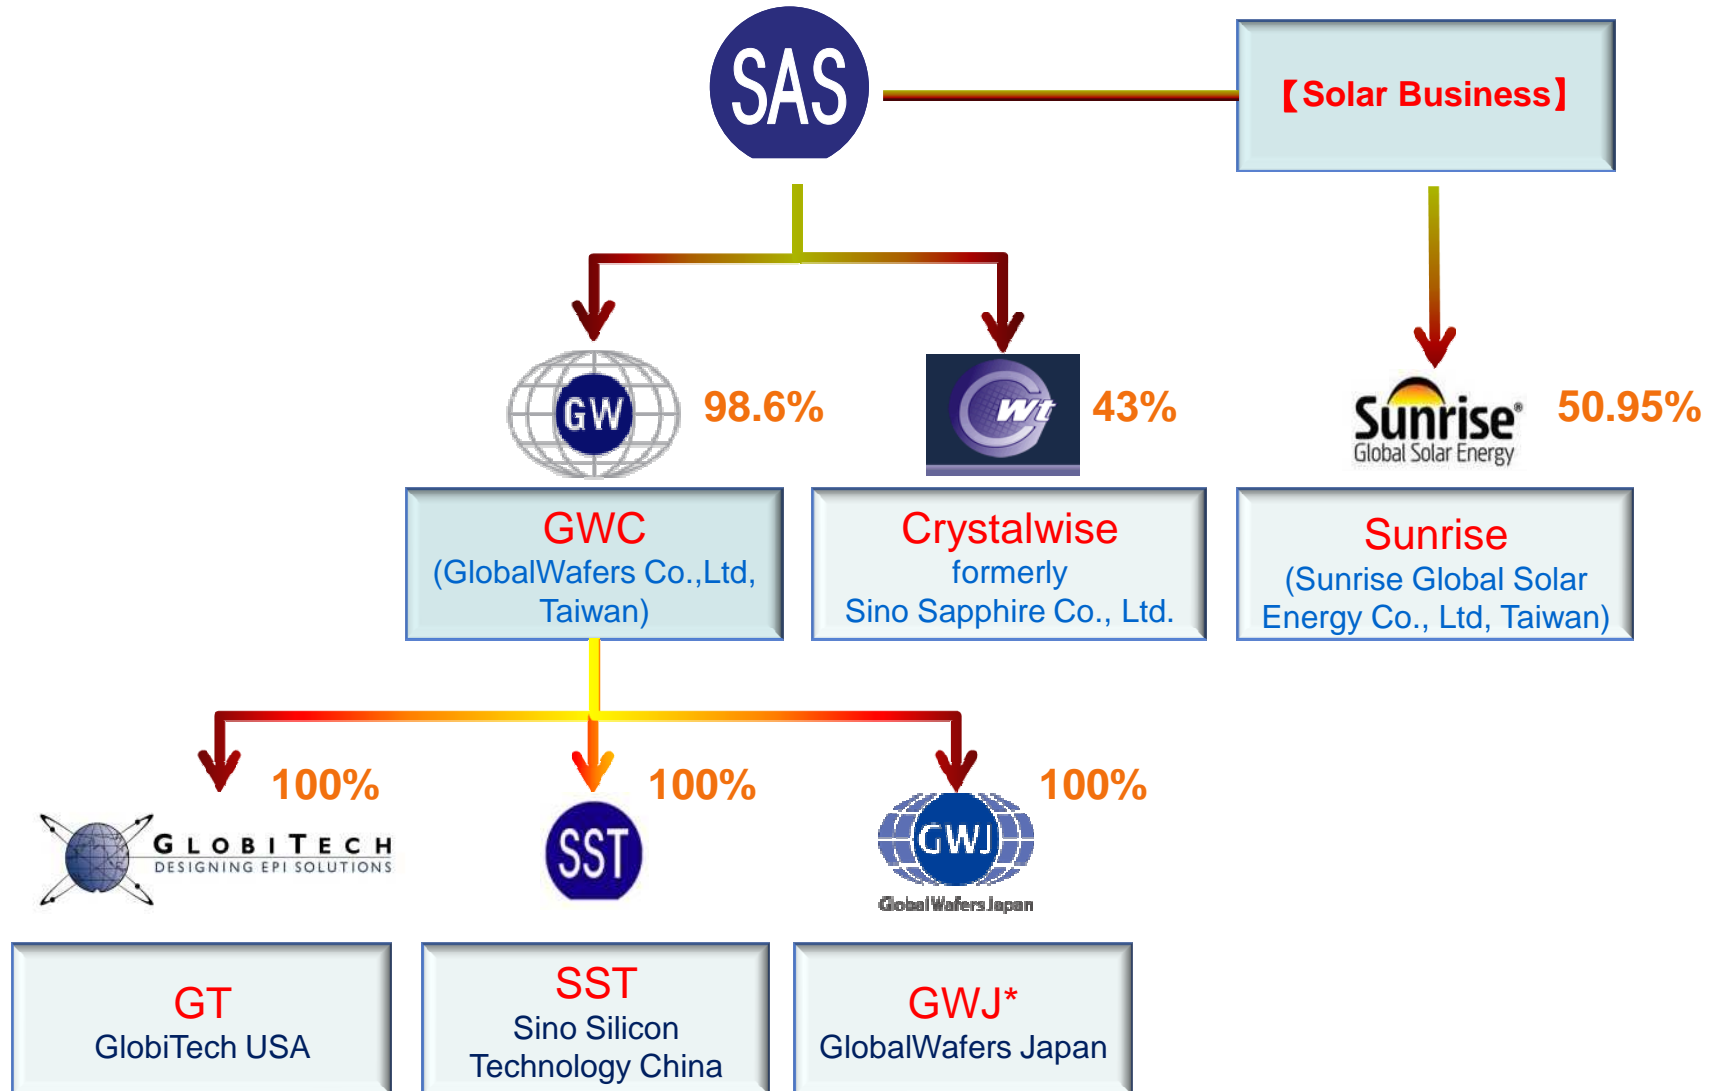 SAS
【Solar Business】
GW
98.6%
Wt
43%
Sunrise®
Global Solar Energy
50.95%
GWC
(GlobalWafers Co.,Ltd,
Taiwan)
Crystalwise
formerly
Sino Sapphire Co., Ltd.
Sunrise
(Sunrise Global Solar
Energy Co., Ltd, Taiwan)
100%
100%
100%
GLOBITECH
DESIGNING EPI SOLUTIONS
SST
GWJ
GlobalWafers Japan
GT
GlobiTech USA
SST
Sino Silicon
Technology China
GWJ*
GlobalWafers Japan